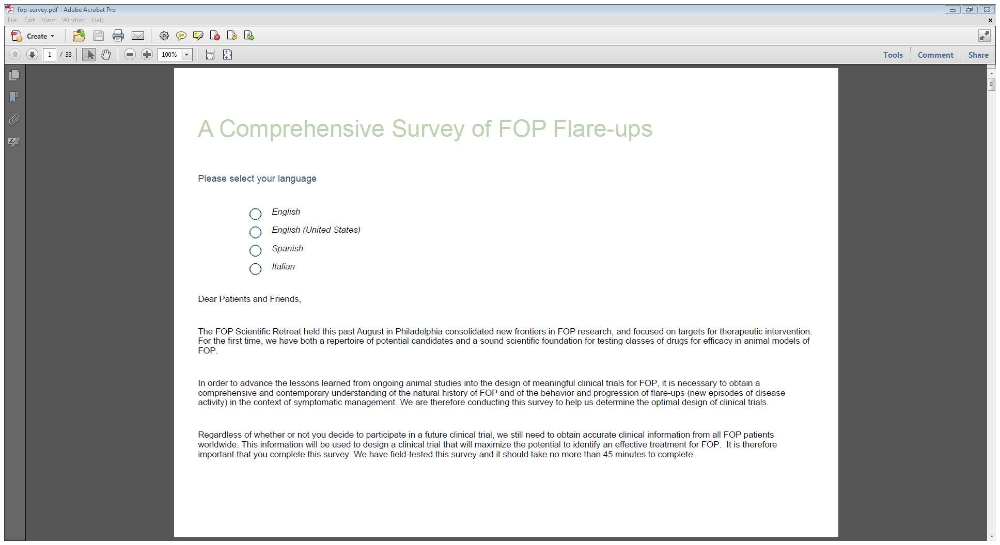 fop-survey.pdf - Adobe Acrobat Pro
File Edit View Window Help
Create
1 / 33 100% Tools Comment Share
A Comprehensive Survey of FOP Flare-ups
Please select your language
English
English (United States)
Spanish
Italian
Dear Patients and Friends,
The FOP Scientific Retreat held this past August in Philadelphia consolidated new frontiers in FOP research, and focused on targets for therapeutic intervention.
For the first time, we have both a repertoire of potential candidates and a sound scientific foundation for testing classes of drugs for efficacy in animal models of
FOP.
In order to advance the lessons learned from ongoing animal studies into the design of meaningful clinical trials for FOP, it is necessary to obtain a
comprehensive and contemporary understanding of the natural history of FOP and of the behavior and progression of flare-ups (new episodes of disease
activity) in the context of symptomatic management. We are therefore conducting this survey to help us determine the optimal design of clinical trials.
Regardless of whether or not you decide to participate in a future clinical trial, we still need to obtain accurate clinical information from all FOP patients
worldwide. This information will be used to design a clinical trial that will maximize the potential to identify an effective treatment for FOP.  It is therefore
important that you complete this survey. We have field-tested this survey and it should take no more than 45 minutes to complete.